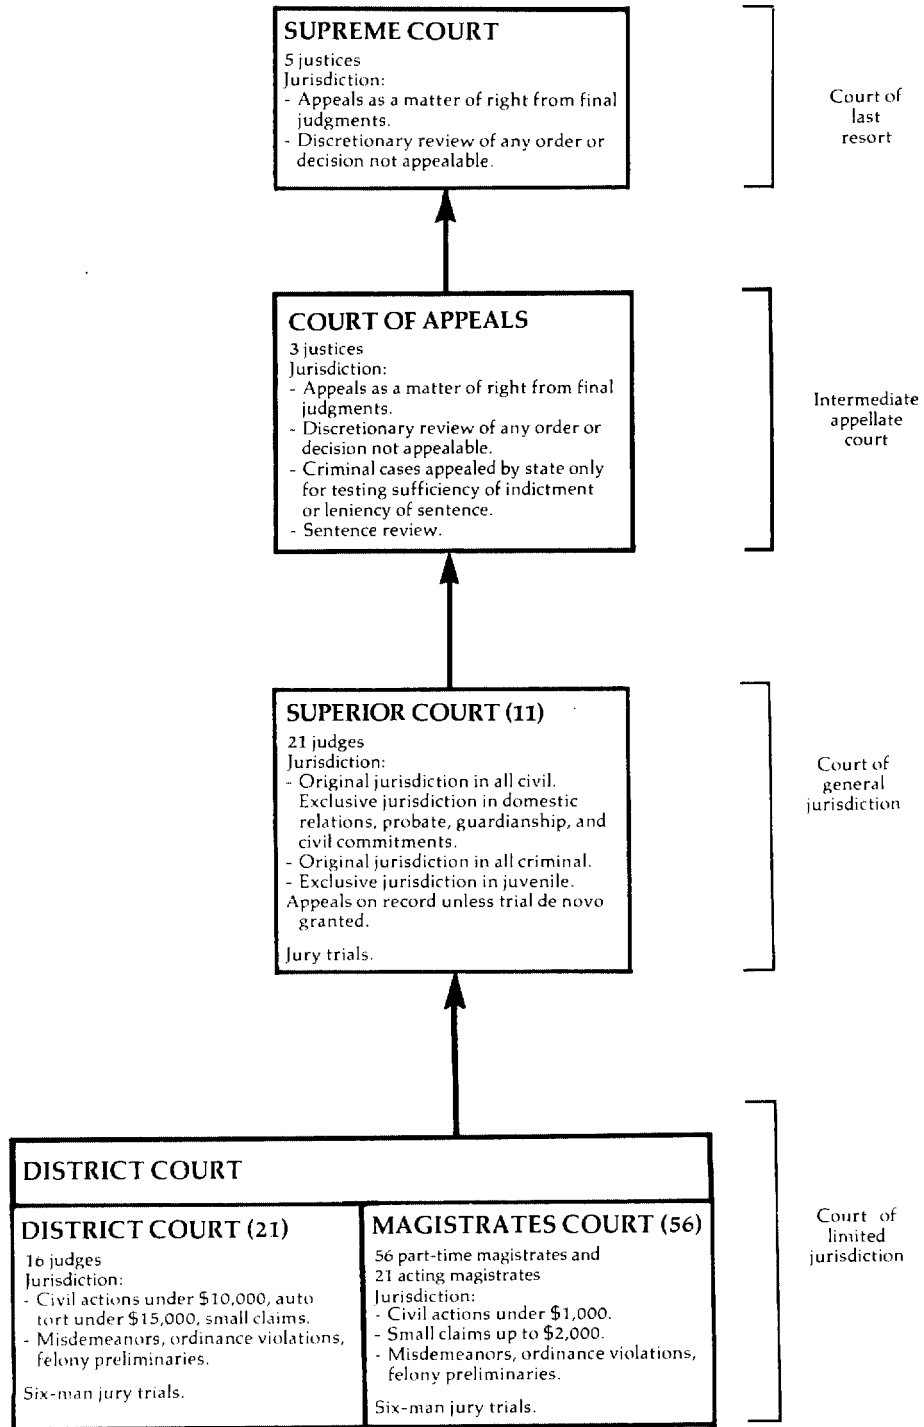 SUPREME COURT
5 justices
Jurisdiction:
- Appeals as a matter of right from final
judgments.
- Discretionary review of any order or
decision not appealable.
Court of
last
resort
COURT OF APPEALS
3 justices
Jurisdiction:
- Appeals as a matter of right from final
judgments.
- Discretionary review of any order or
decision not appealable.
- Criminal cases appealed by state only
for testing sufficiency of indictment
or leniency of sentence.
- Sentence review.
Intermediate
appellate
court
SUPERIOR COURT (11)
21 judges
Jurisdiction:
- Original jurisdiction in all civil.
Exclusive jurisdiction in domestic
relations, probate, guardianship, and
civil commitments.
- Original jurisdiction in all criminal.
- Exclusive jurisdiction in juvenile.
Appeals on record unless trial de novo
granted.
Jury trials.
Court of
general
jurisdiction
DISTRICT COURT
DISTRICT COURT (21)
16 judges
Jurisdiction:
- Civil actions under $10,000, auto
tort under $15,000, small claims.
- Misdemeanors, ordinance violations,
felony preliminaries.
Six-man jury trials.
MAGISTRATES COURT (56)
56 part-time magistrates and
21 acting magistrates
Jurisdiction:
- Civil actions under $1,000.
- Small claims up to $2,000.
- Misdemeanors, ordinance violations,
felony preliminaries.
Six-man jury trials.
Court of
limited
jurisdiction